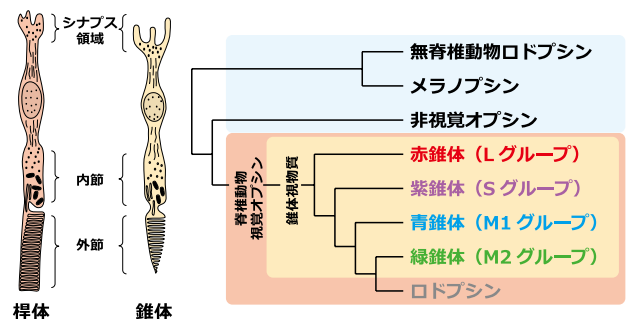 シナプス
領域
内節
外節
桿体
錐体
無脊椎動物ロドプシン
メラノプシン
非視覚オプシン
脊椎動物
視覚オプシン
錐体視物質
赤錐体（Lグループ）
紫錐体（Sグループ）
青錐体（M1グループ）
緑錐体（M2グループ）
ロドプシン